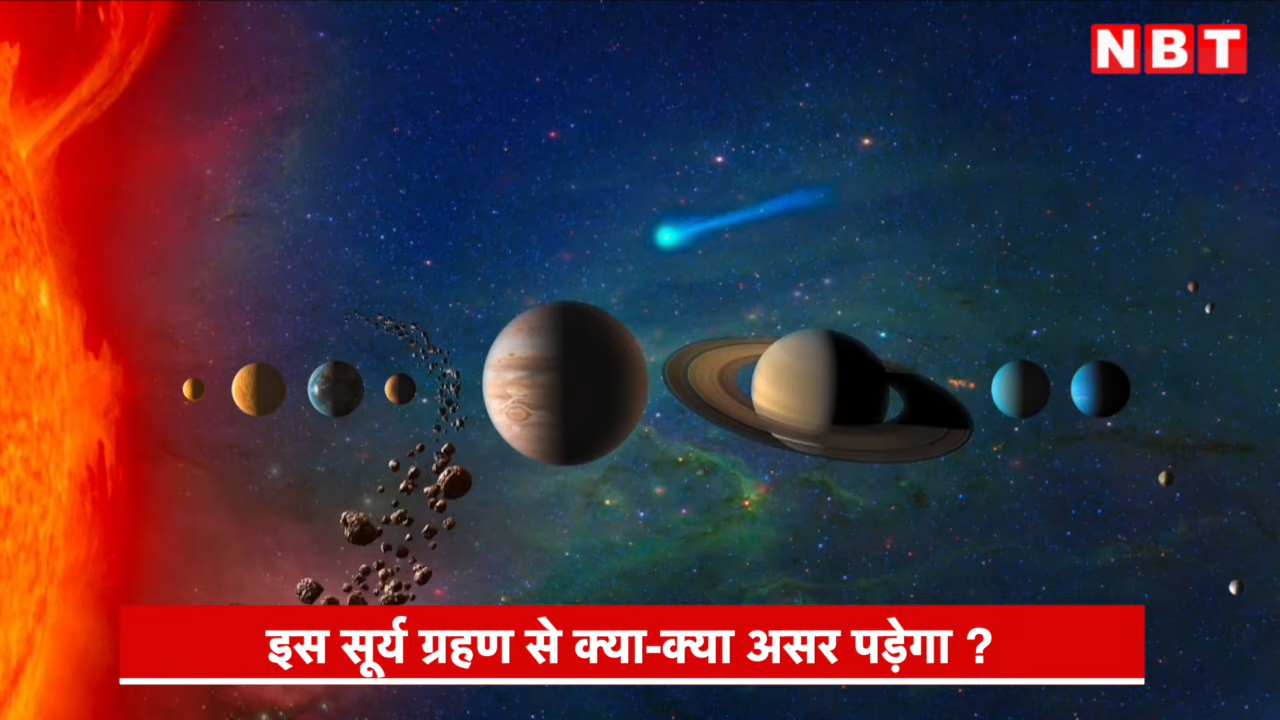 NBT
इस सूर्य ग्रहण से क्या-क्या असर पड़ेगा ?